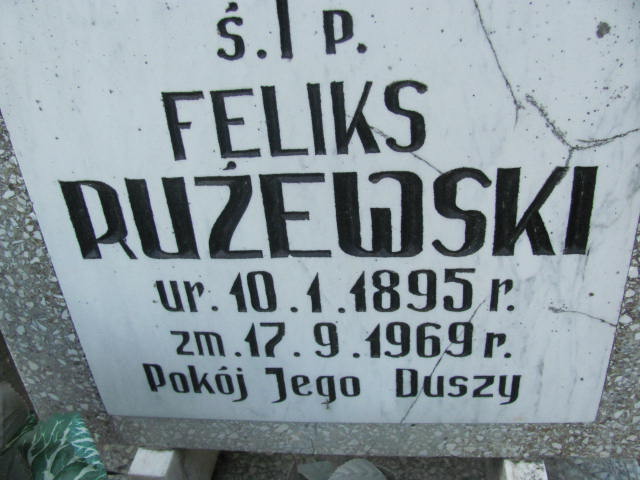 ś. † p.
FELIKS
RUŻEWSKI
ur. 10. 1. 1895 r.
zm. 17. 9. 1969 r.
Pokój Jego Duszy